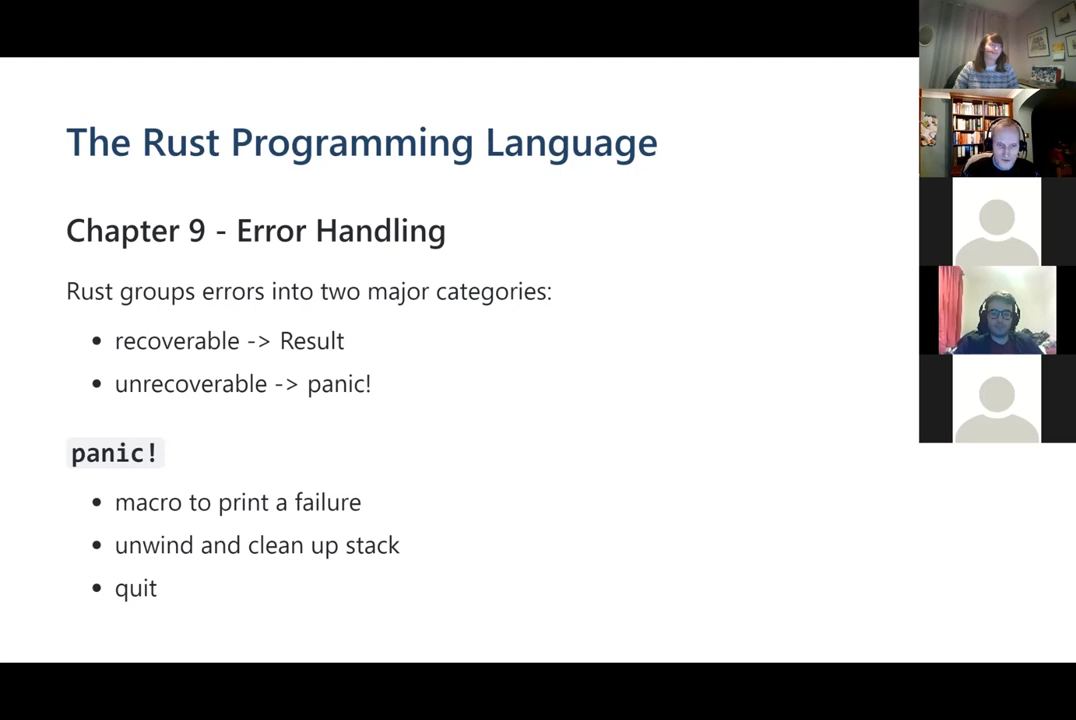 The Rust Programming Language
Chapter 9 - Error Handling
Rust groups errors into two major categories:
• recoverable -> Result
• unrecoverable -> panic!
panic!
• macro to print a failure
• unwind and clean up stack
• quit